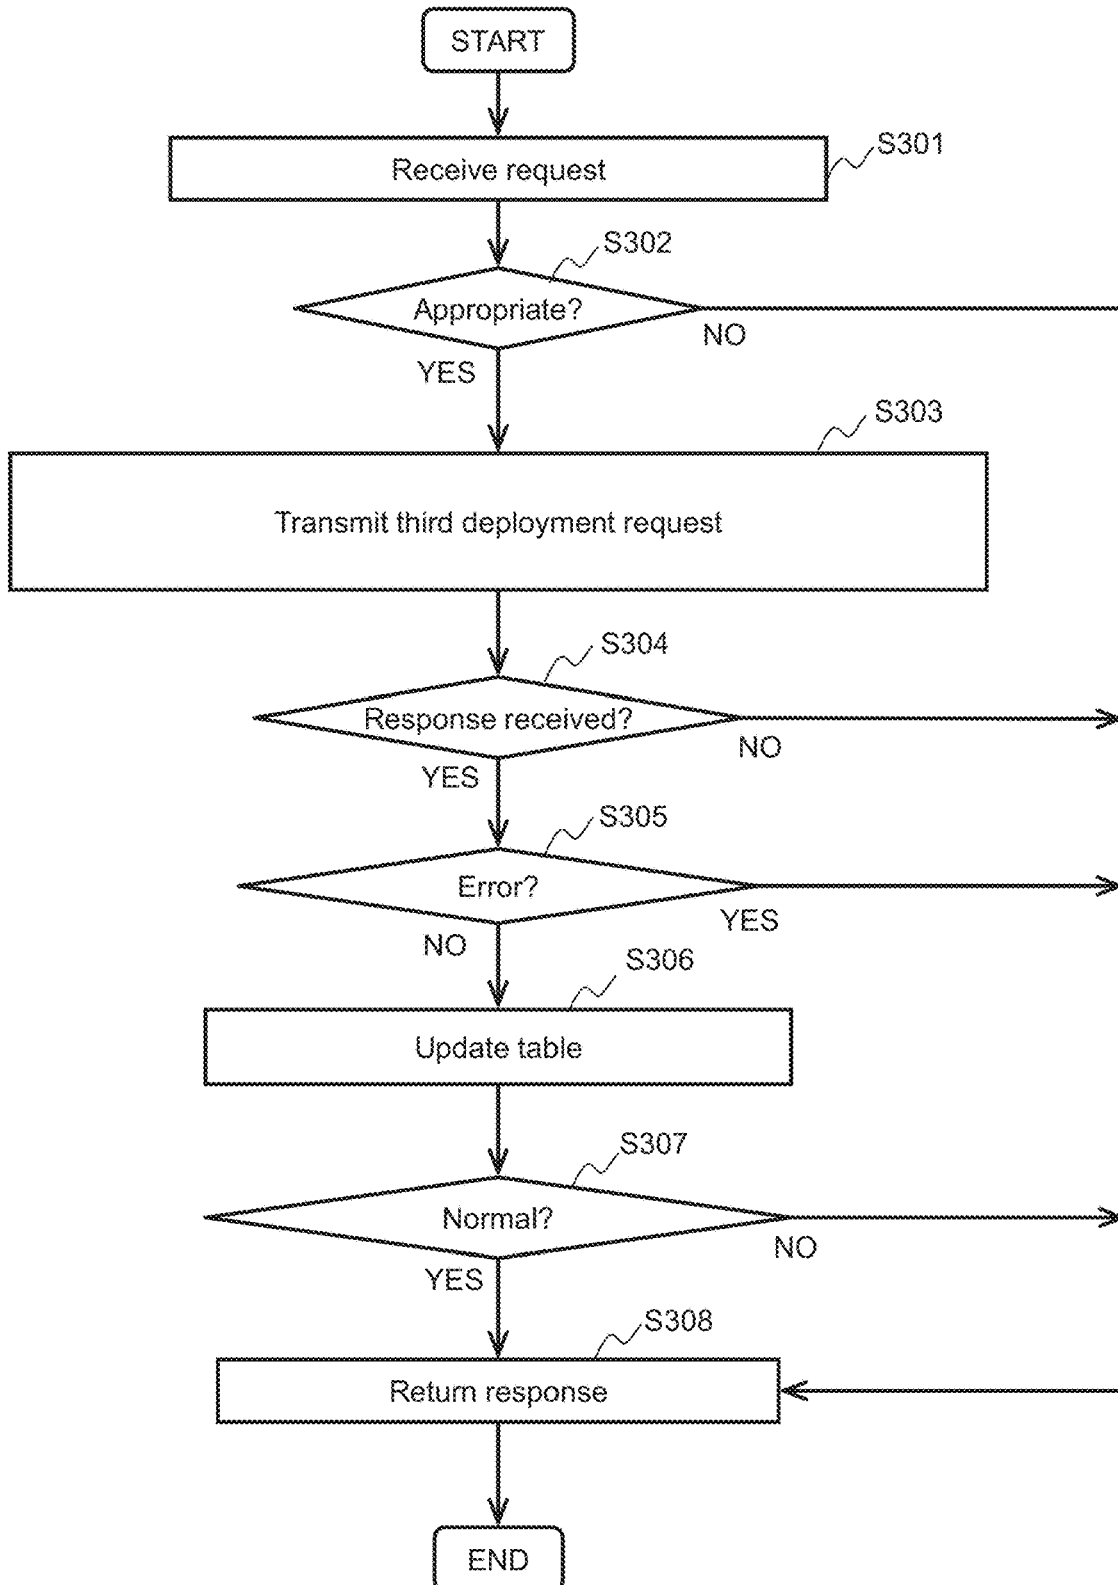 START
Receive request
S301
S302
Appropriate?
NO
YES
S303
Transmit third deployment request
S304
Response received?
NO
YES
S305
Error?
YES
NO
S306
Update table
S307
Normal?
NO
YES
S308
Return response
END